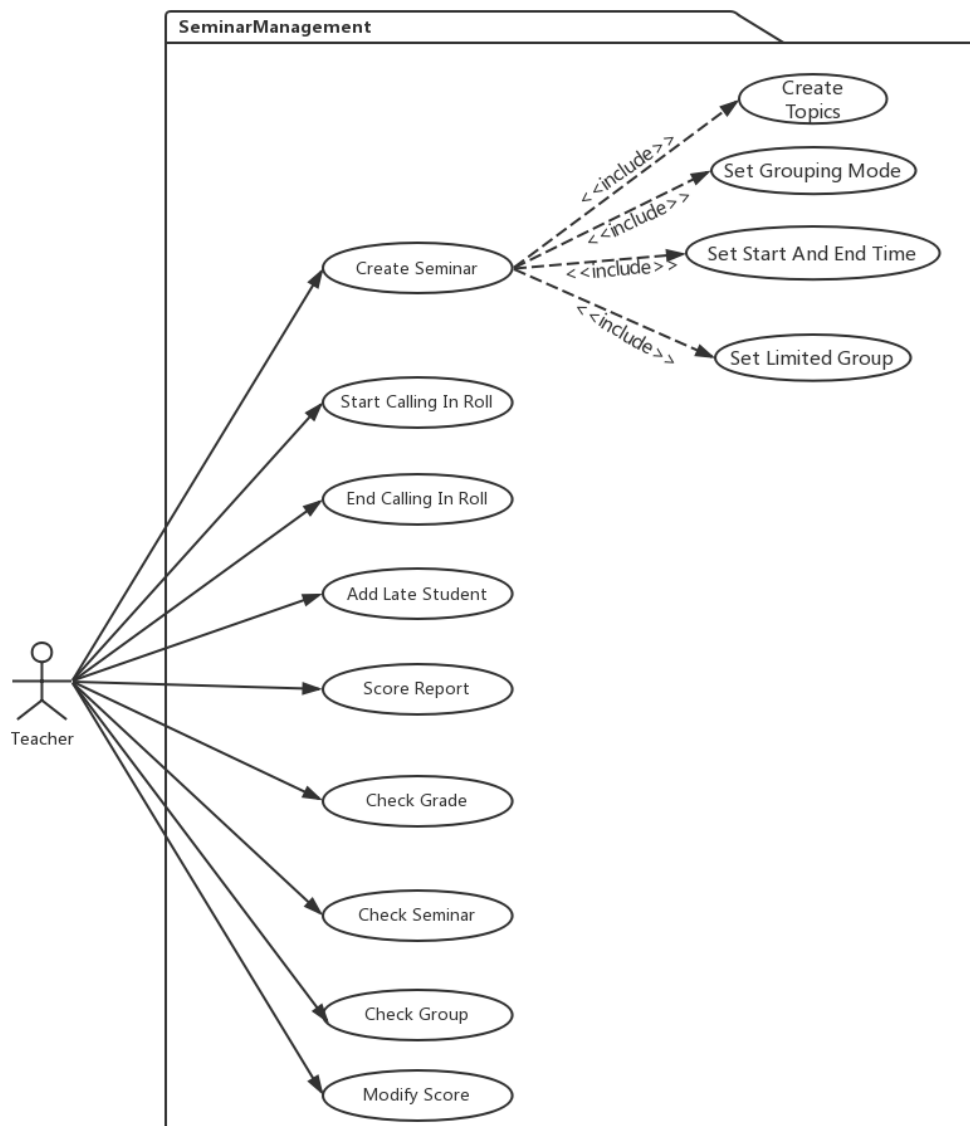 SeminarManagement
Create
Topics
<<include>>
Set Grouping Mode
<<include>>
Set Start And End Time
<<include>>
Create Seminar
<<include>>
Set Limited Group
Start Calling In Roll
End Calling In Roll
Add Late Student
Score Report
Teacher
Check Grade
Check Seminar
Check Group
Modify Score